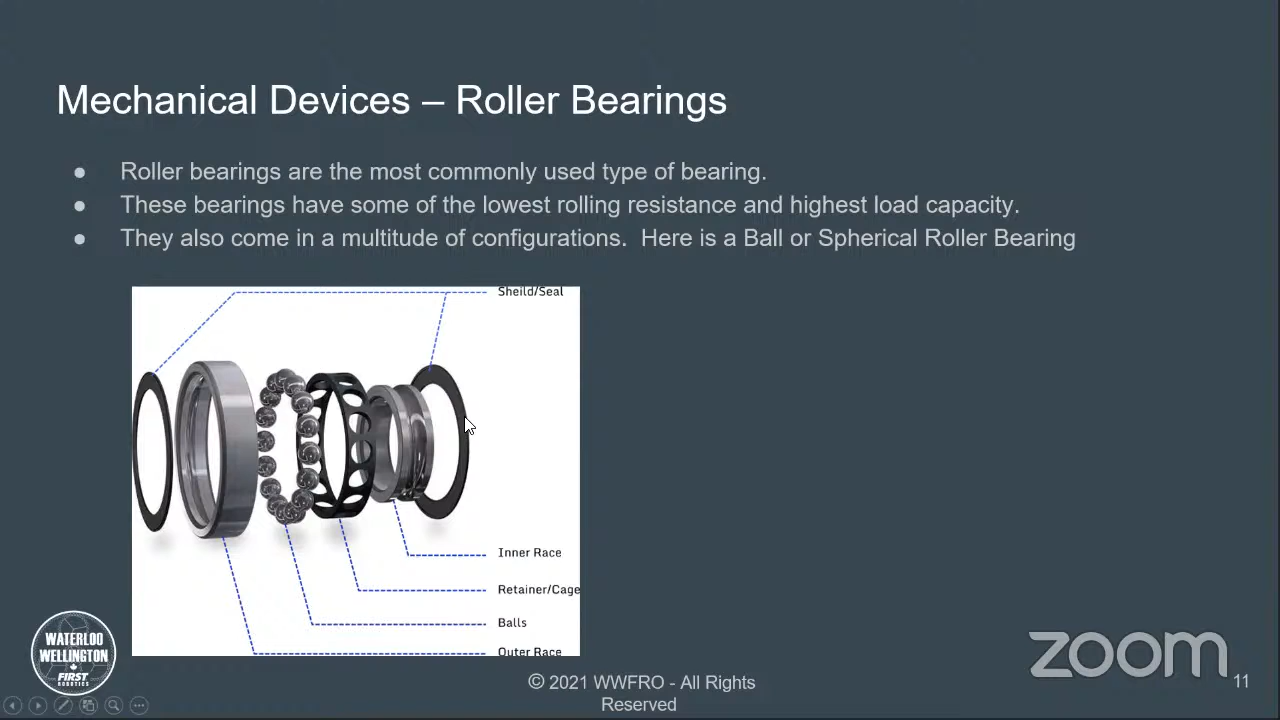 Mechanical Devices – Roller Bearings
● Roller bearings are the most commonly used type of bearing.
● These bearings have some of the lowest rolling resistance and highest load capacity.
● They also come in a multitude of configurations.  Here is a Ball or Spherical Roller Bearing
Sheild/Seal
Inner Race
Retainer/Cage
Balls
Outer Race
WATERLOO
WELLINGTON
FIRST
ROBOTICS
© 2021 WWFRO - All Rights
Reserved
zoom
11